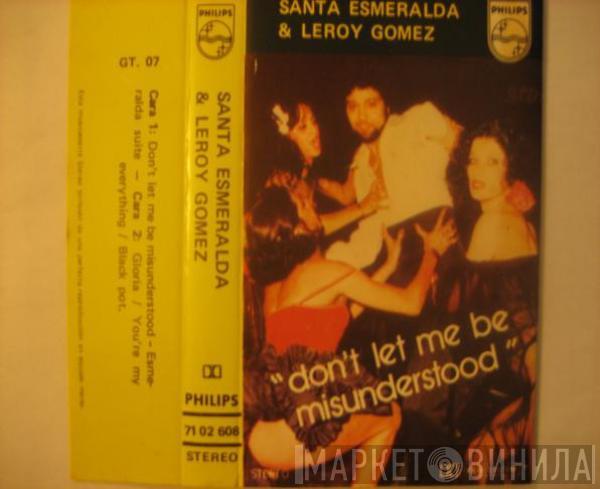 PHILIPS
GT. 07
Cara 1: Don't let me be misunderstood – Esme-
ralda suite – Cara 2: Gloria / You're my
everything / Black pot.
SANTA ESMERALDA
& LEROY GOMEZ
PHILIPS
71 02 608
STEREO
SANTA ESMERALDA
& LEROY GOMEZ
PHILIPS
"don't let me be
misunderstood"
МАРКЕТ ВИНИЛА